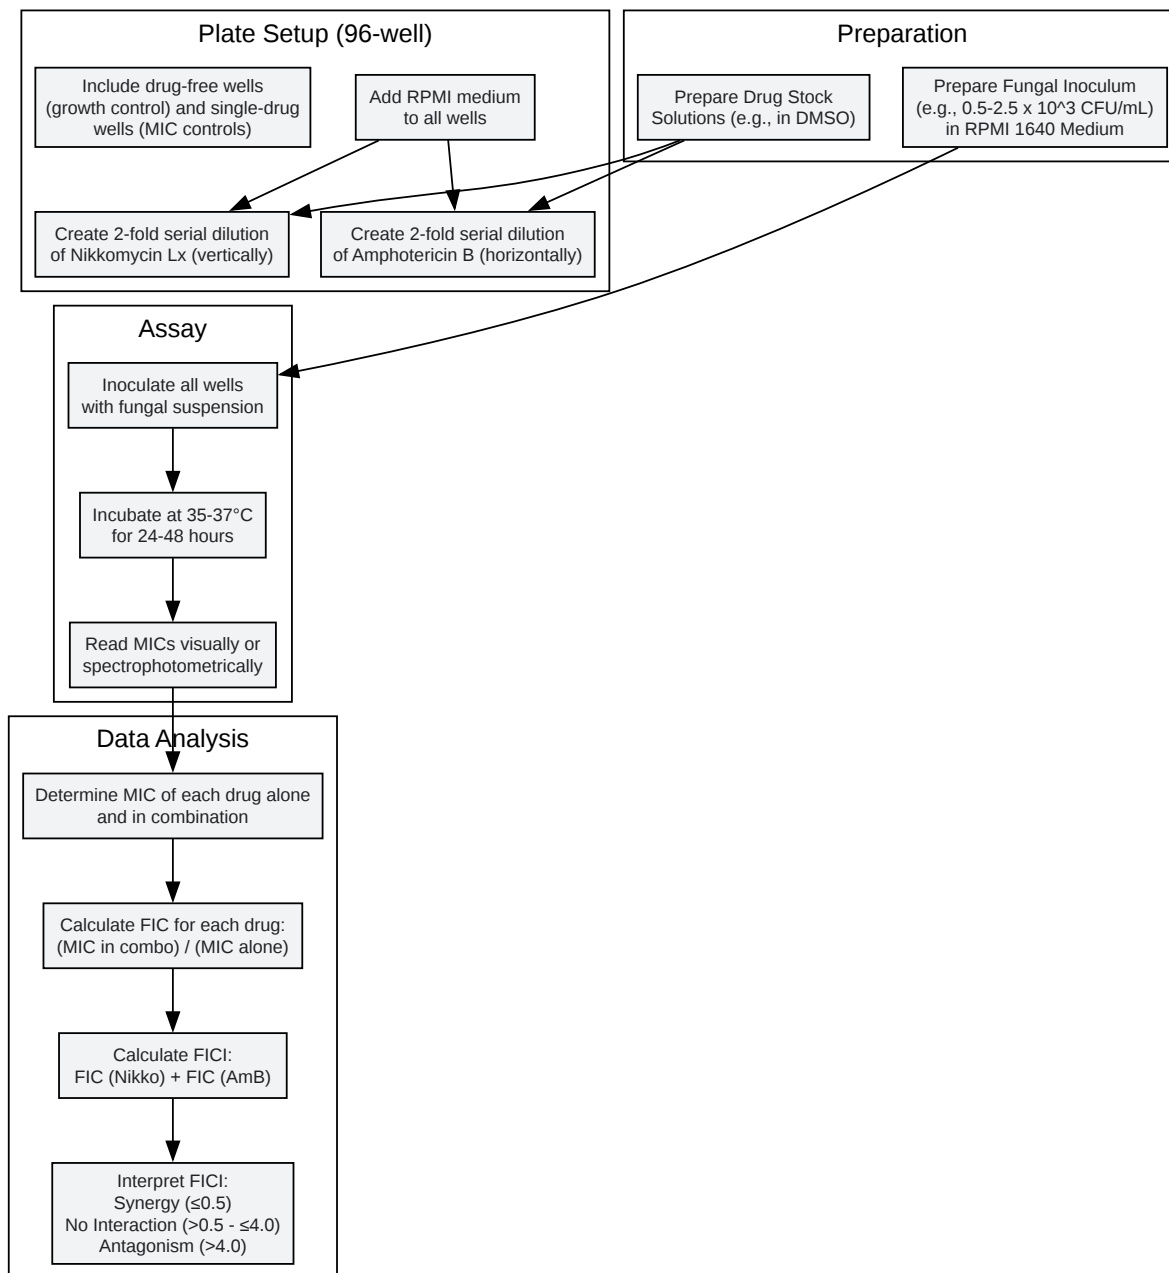 Plate Setup (96-well)
Include drug-free wells
(growth control) and single-drug
wells (MIC controls)
Add RPMI medium
to all wells
Create 2-fold serial dilution
of Nikkomycin Lx (vertically)
Create 2-fold serial dilution
of Amphotericin B (horizontally)
Preparation
Prepare Drug Stock
Solutions (e.g., in DMSO)
Prepare Fungal Inoculum
(e.g., 0.5-2.5 x 10^3 CFU/mL)
in RPMI 1640 Medium
Assay
Inoculate all wells
with fungal suspension
Incubate at 35-37°C
for 24-48 hours
Read MICs visually or
spectrophotometrically
Data Analysis
Determine MIC of each drug alone
and in combination
Calculate FIC for each drug:
(MIC in combo) / (MIC alone)
Calculate FICI:
FIC (Nikko) + FIC (AmB)
Interpret FICI:
Synergy (≤0.5)
No Interaction (>0.5 - ≤4.0)
Antagonism (>4.0)